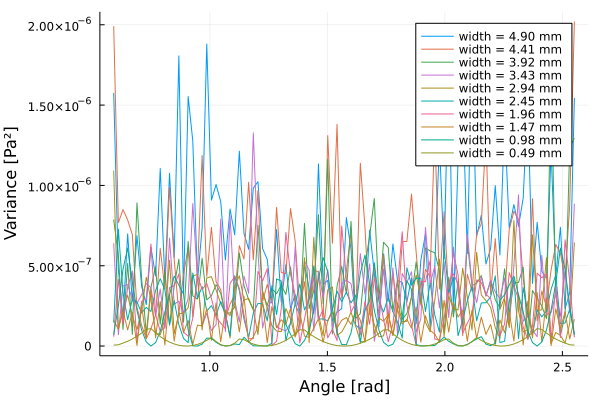 2.00×10⁻⁶
1.50×10⁻⁶
1.00×10⁻⁶
5.00×10⁻⁷
0
Variance [Pa²]
width = 4.90 mm
width = 4.41 mm
width = 3.92 mm
width = 3.43 mm
width = 2.94 mm
width = 2.45 mm
width = 1.96 mm
width = 1.47 mm
width = 0.98 mm
width = 0.49 mm
1.0 1.5 2.0 2.5
Angle [rad]